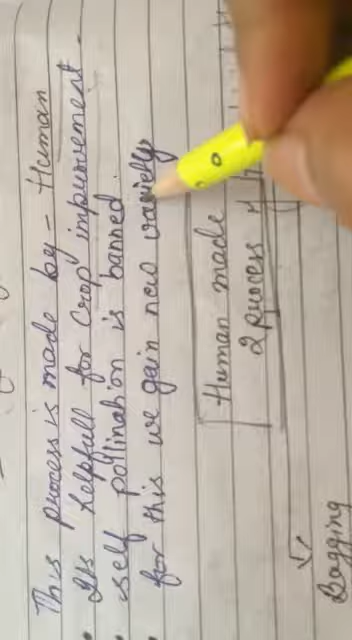 This process is made by - Human
• Its helpfull for Crop improvement.
• self pollination is banned
• for this we gain new variety
Human made
2 process
Bagging